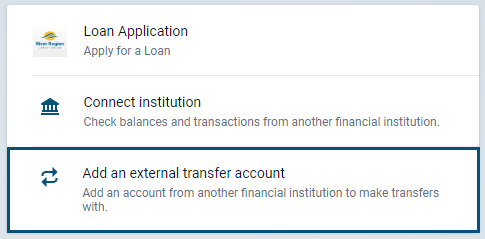 River Region
Loan Application
Apply for a Loan
Connect institution
Check balances and transactions from another financial institution.
Add an external transfer account
Add an account from another financial institution to make transfers
with.